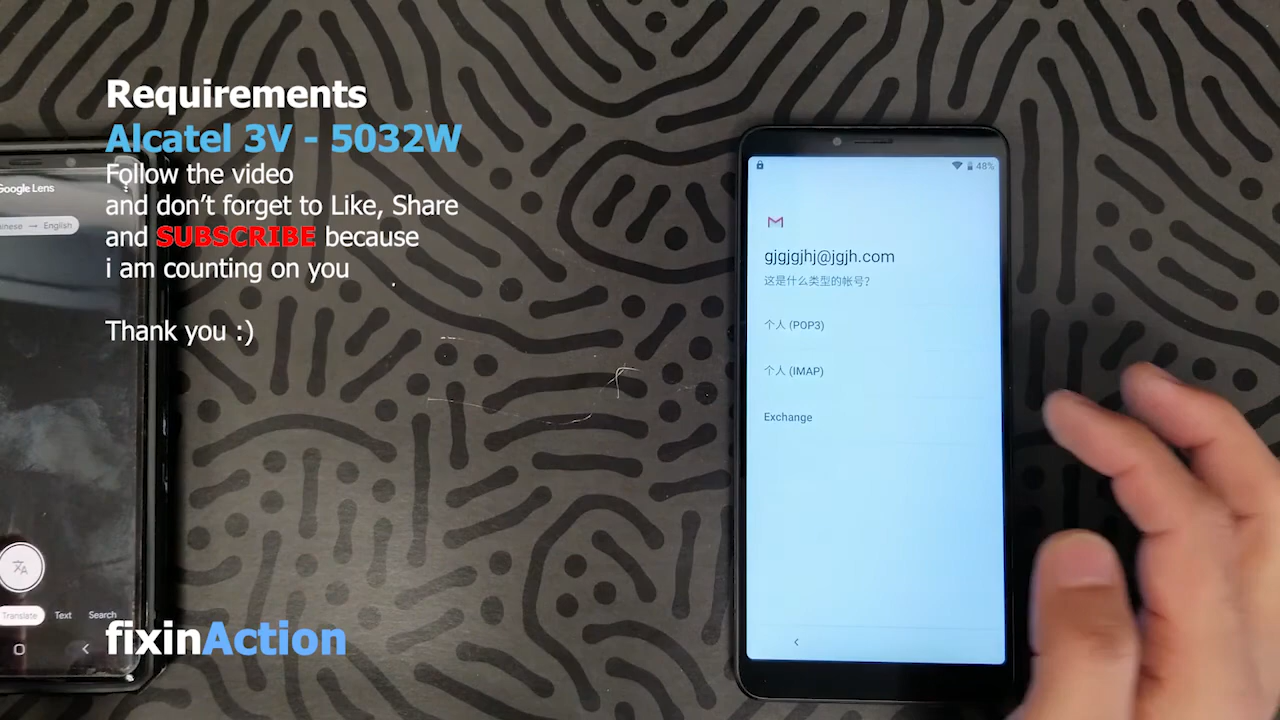 Requirements
Alcatel 3V - 5032W
Follow the video
and don't forget to Like, Share
and SUBSCRIBE because
i am counting on you
Thank you :)
fixinAction
Google Lens
→ English
Translate Text Search
48%
gjgjgjhj@jgjh.com
这是什么类型的帐号?
个人 (POP3)
个人 (IMAP)
Exchange